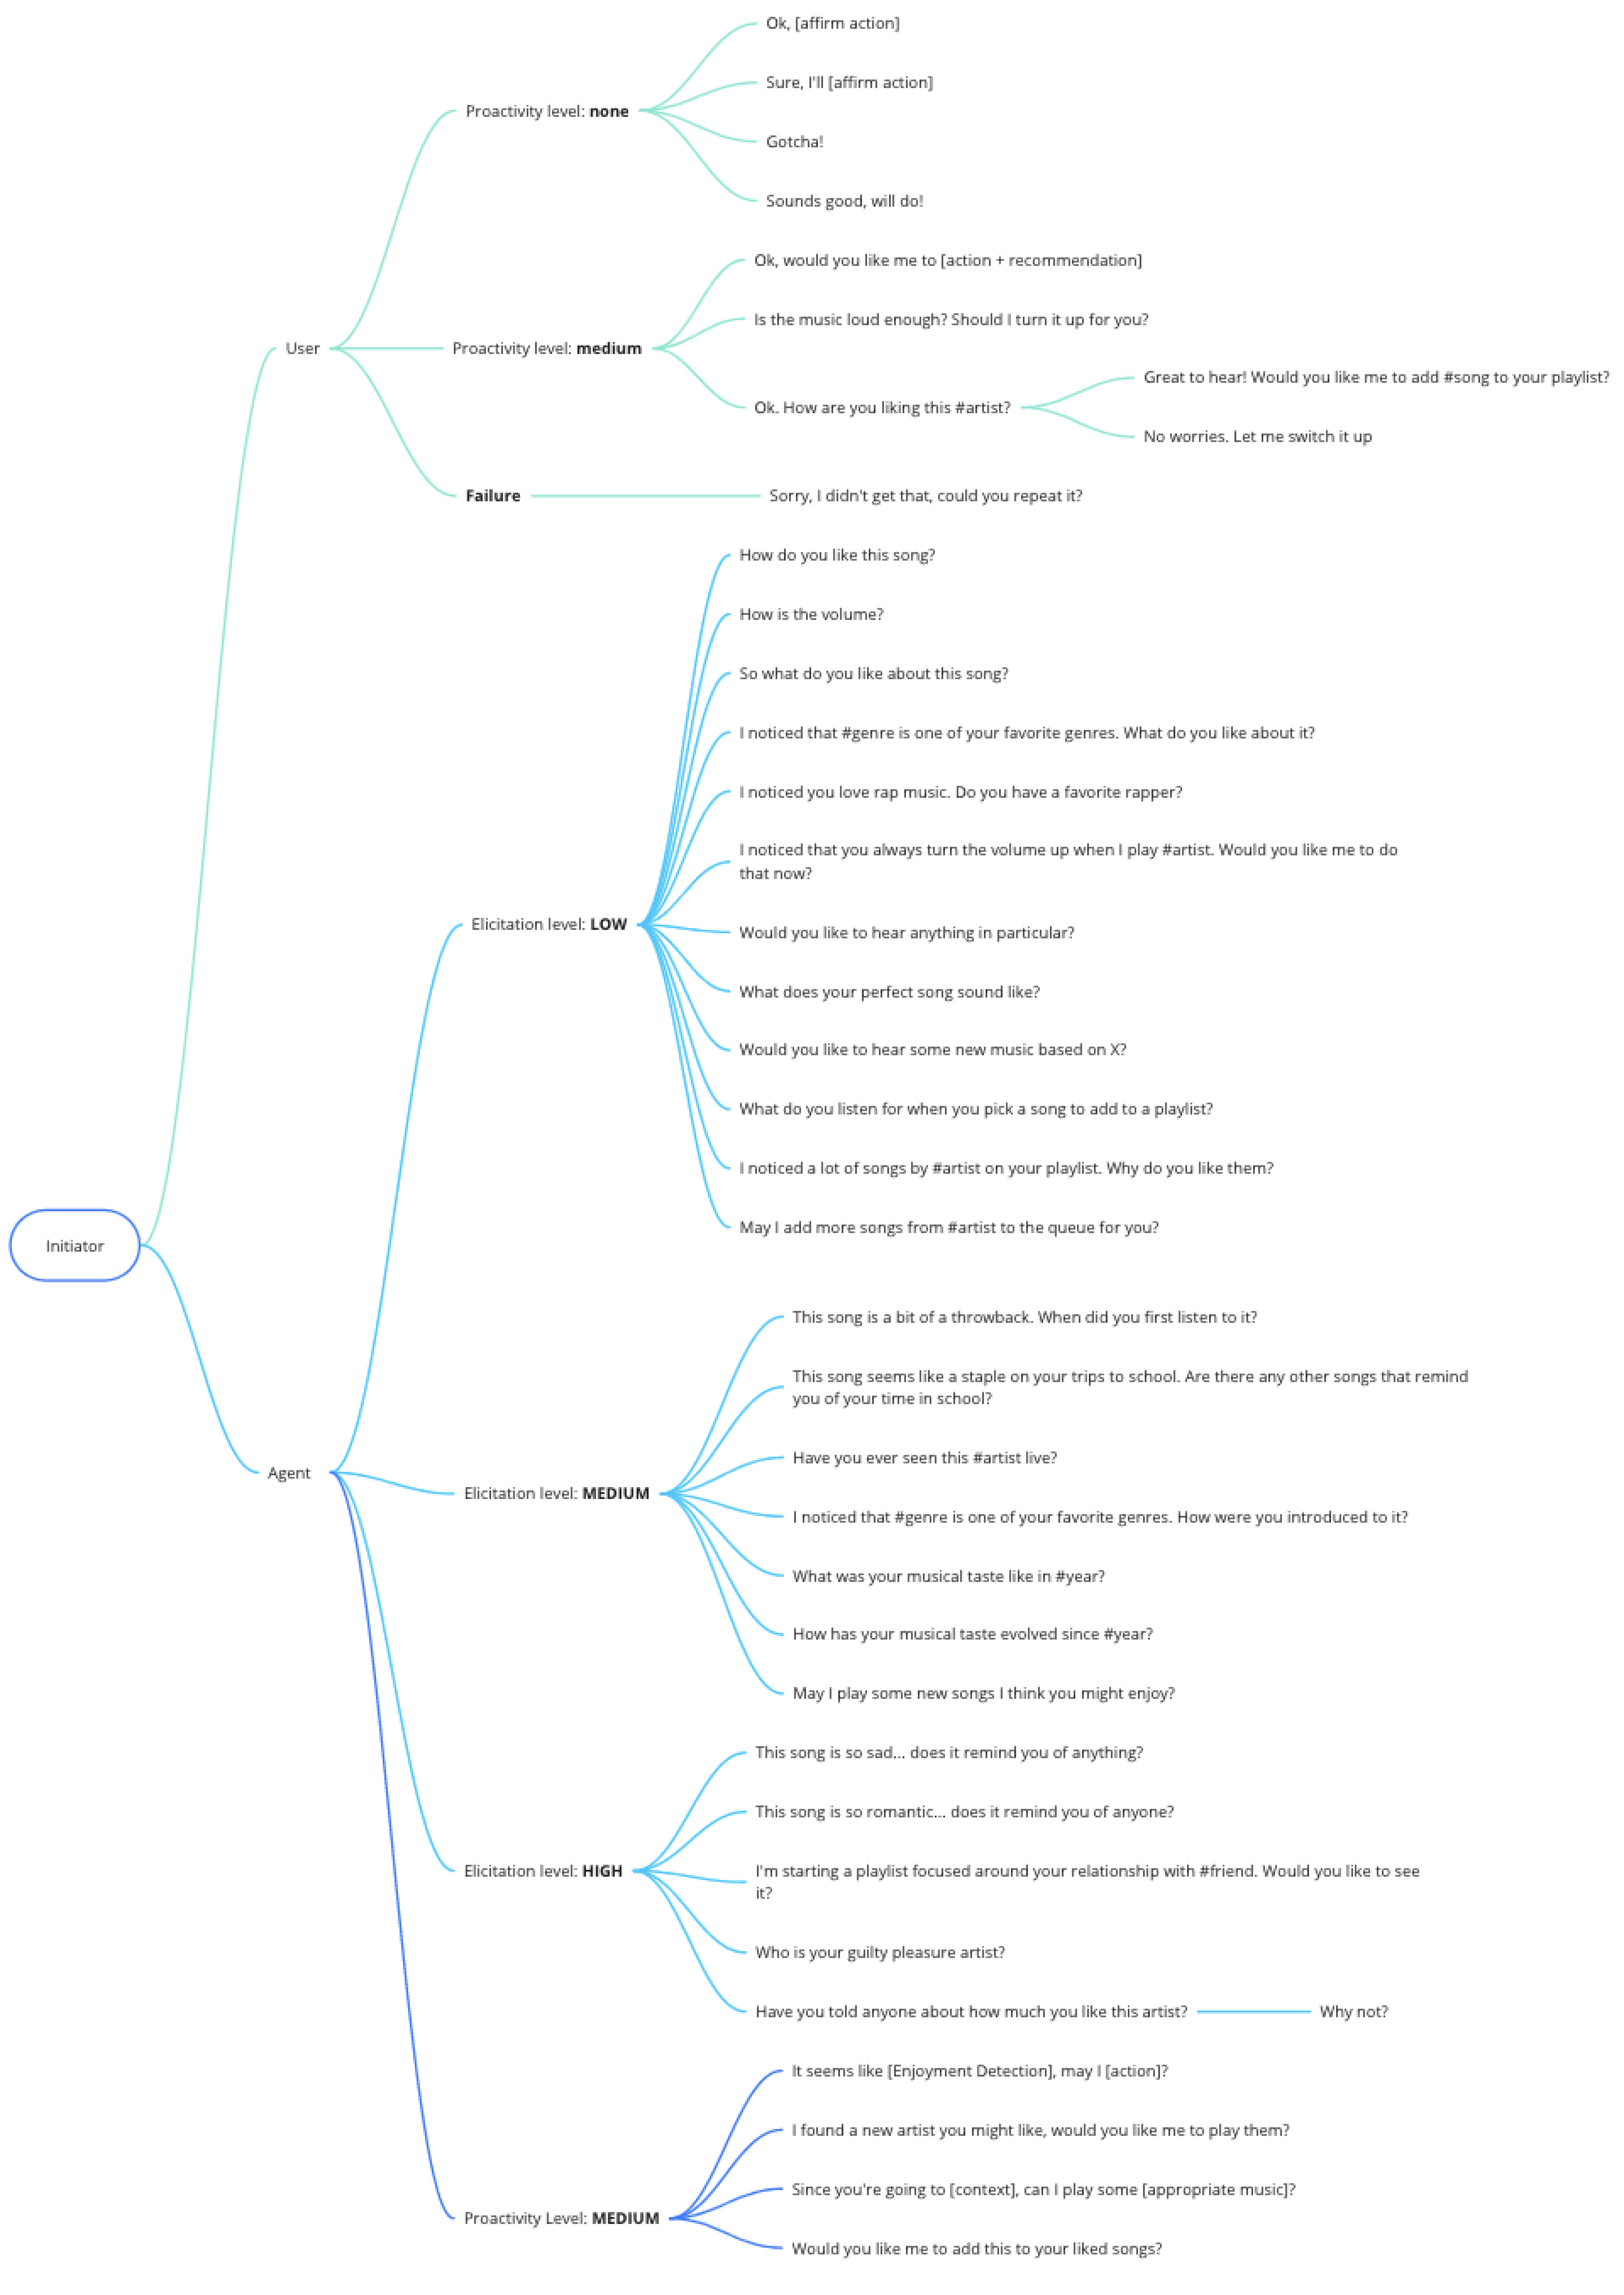 Ok, [affirm action]
Sure, I'll [affirm action]
Proactivity level: none
Gotcha!
Sounds good, will do!
Ok, would you like me to [action + recommendation]
Is the music loud enough? Should I turn it up for you?
User
Proactivity level: medium
Great to hear! Would you like me to add #song to your playlist?
Ok. How are you liking this #artist?
No worries. Let me switch it up
Failure
Sorry, I didn't get that, could you repeat it?
How do you like this song?
How is the volume?
So what do you like about this song?
I noticed that #genre is one of your favorite genres. What do you like about it?
I noticed you love rap music. Do you have a favorite rapper?
I noticed that you always turn the volume up when I play #artist. Would you like me to do
that now?
Elicitation level: LOW
Would you like to hear anything in particular?
What does your perfect song sound like?
Would you like to hear some new music based on X?
What do you listen for when you pick a song to add to a playlist?
I noticed a lot of songs by #artist on your playlist. Why do you like them?
May I add more songs from #artist to the queue for you?
Initiator
This song is a bit of a throwback. When did you first listen to it?
This song seems like a staple on your trips to school. Are there any other songs that remind
you of your time in school?
Have you ever seen this #artist live?
Agent
Elicitation level: MEDIUM
I noticed that #genre is one of your favorite genres. How were you introduced to it?
What was your musical taste like in #year?
How has your musical taste evolved since #year?
May I play some new songs I think you might enjoy?
This song is so sad... does it remind you of anything?
This song is so romantic... does it remind you of anyone?
Elicitation level: HIGH
I'm starting a playlist focused around your relationship with #friend. Would you like to see
it?
Who is your guilty pleasure artist?
Have you told anyone about how much you like this artist?
Why not?
It seems like [Enjoyment Detection], may I [action]?
I found a new artist you might like, would you like me to play them?
Since you're going to [context], can I play some [appropriate music]?
Proactivity Level: MEDIUM
Would you like me to add this to your liked songs?